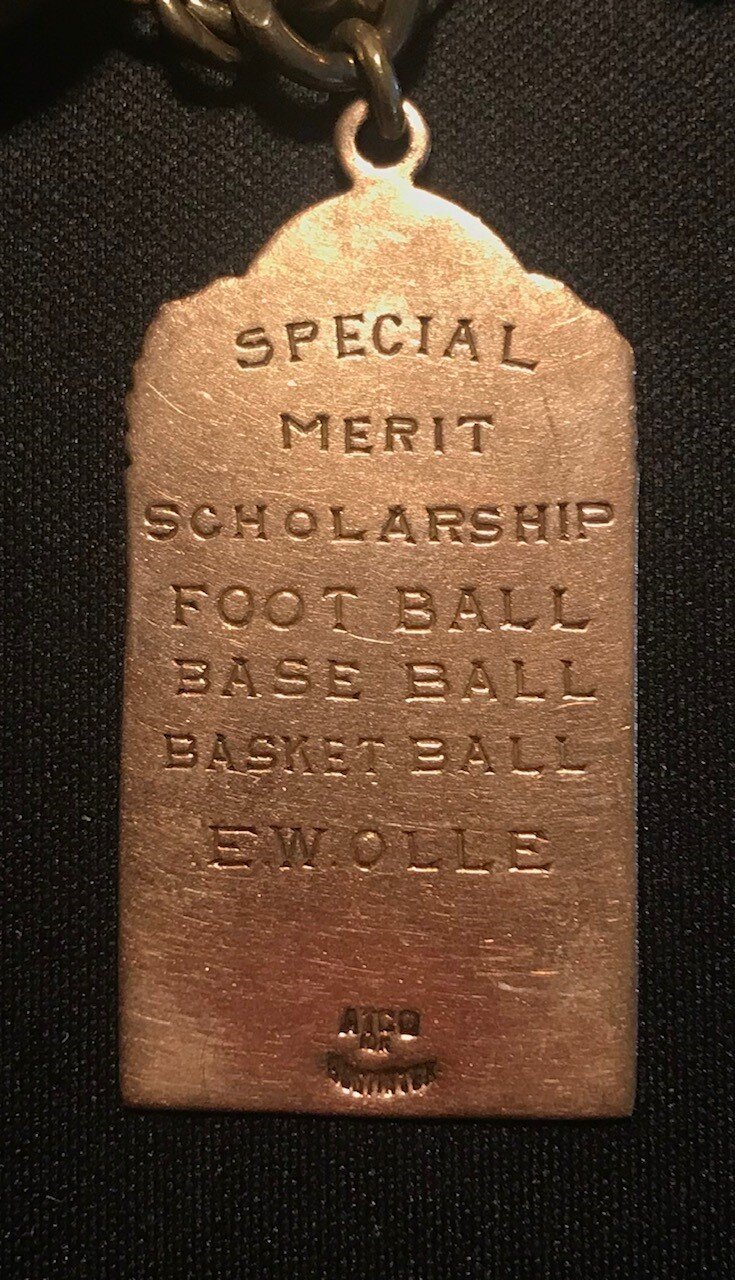 SPECIAL
MERIT
SCHOLARSHIP
FOOT BALL
BASE BALL
BASKET BALL
E.W. OLLE